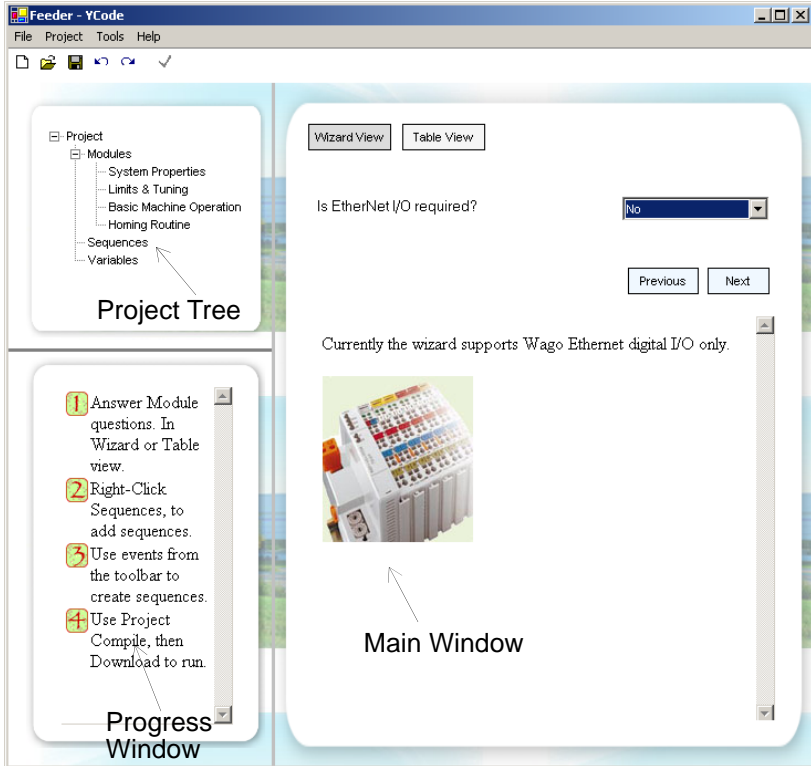 Feeder - YCode
File Project Tools Help
Project
Modules
System Properties
Limits & Tuning
Basic Machine Operation
Homing Routine
Sequences
Variables
Project Tree
1 Answer Module
questions. In
Wizard or Table
view.
2 Right-Click
Sequences, to
add sequences.
3 Use events from
the toolbar to
create sequences.
4 Use Project
Compile, then
Download to run.
Progress
Window
Wizard View Table View
Is EtherNet I/O required? No
Previous Next
Currently the wizard supports Wago Ethernet digital I/O only.
Main Window